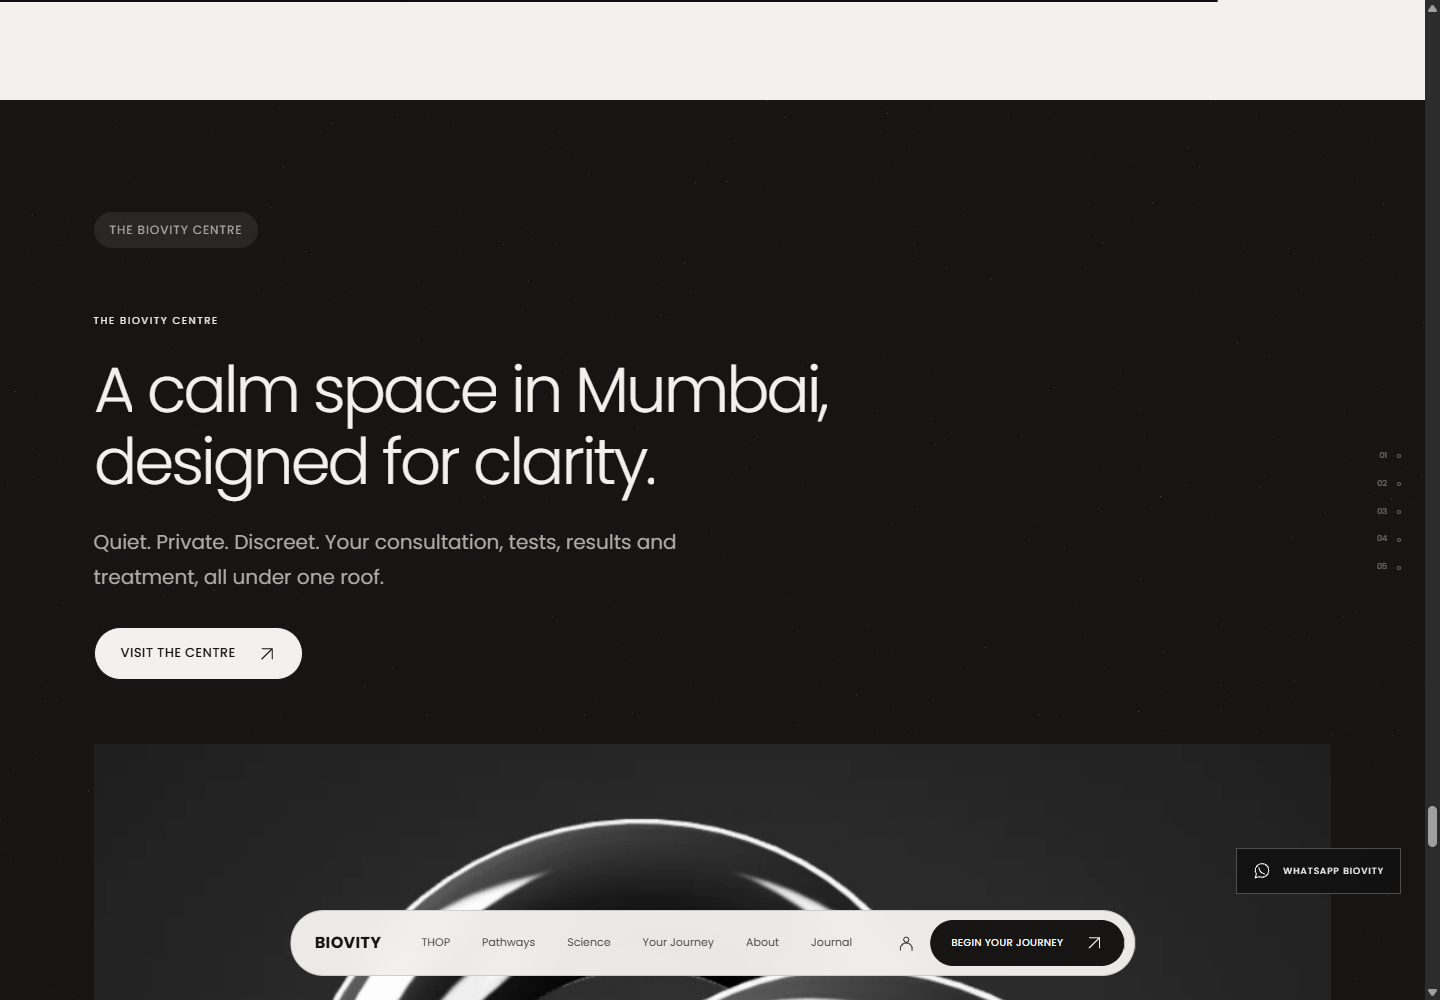 THE BIOVITY CENTRE
THE BIOVITY CENTRE
A calm space in Mumbai,
designed for clarity.
Quiet. Private. Discreet. Your consultation, tests, results and
treatment, all under one roof.
VISIT THE CENTRE
01
02
03
04
05
WHATSAPP BIOVITY
BIOVITY THOP Pathways Science Your Journey About Journal BEGIN YOUR JOURNEY